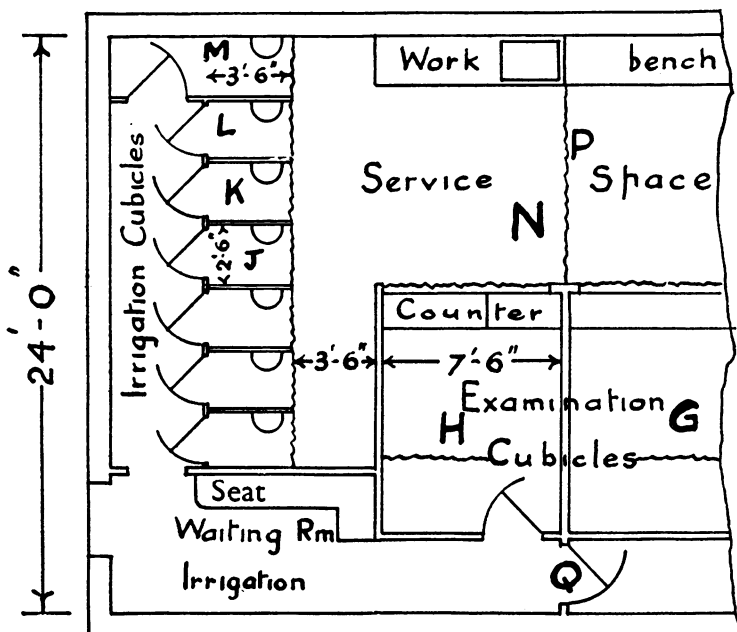 M
3'-6"
Work bench
L
P
Irrigation Cubicles
K
Service Space
N
2'-6"
J
24'-0"
Counter
3'-6"
7'-6"
Examination
H
G
Cubicles
Seat
Waiting Rm
Irrigation
Q